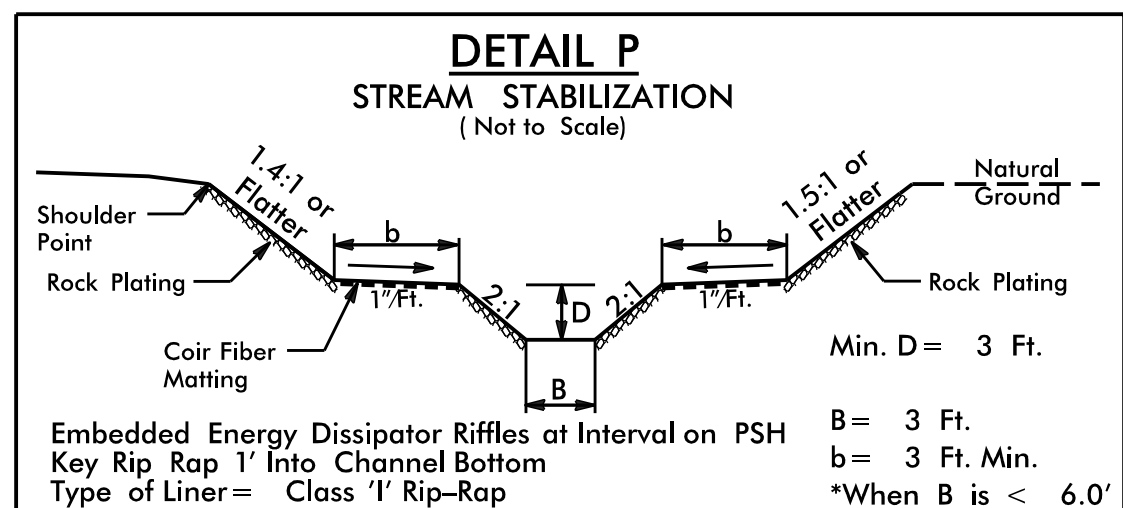 DETAIL P
STREAM STABILIZATION
( Not to Scale)
1.4:1 or
Flatter
1.5:1 or
Flatter
Natural
Ground
Shoulder
Point
b
b
Rock Plating
1"/Ft.
2:1
D
2:1
1"/Ft.
Rock Plating
Coir Fiber
Matting
B
Min. D = 3 Ft.
B = 3 Ft.
b = 3 Ft. Min.
*When B is < 6.0'
Embedded Energy Dissipator Riffles at Interval on PSH
Key Rip Rap 1' Into Channel Bottom
Type of Liner = Class 'I' Rip-Rap